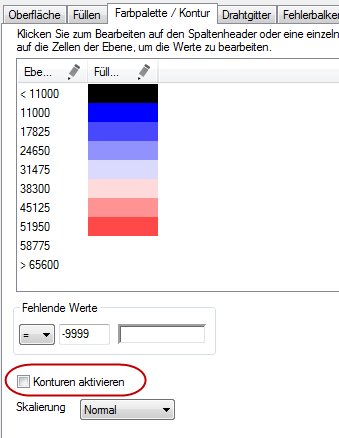 Oberfläche Füllen Farbpalette / Kontur Drahtgitter Fehlerbalken
Klicken Sie zum Bearbeiten auf den Spaltenheader oder eine einzeln
auf die Zellen der Ebene, um die Werte zu bearbeiten.
Ebe... Füll...
< 11000
11000
17825
24650
31475
38300
45125
51950
58775
> 65600
Fehlende Werte
= -9999
Konturen aktivieren
Skalierung Normal